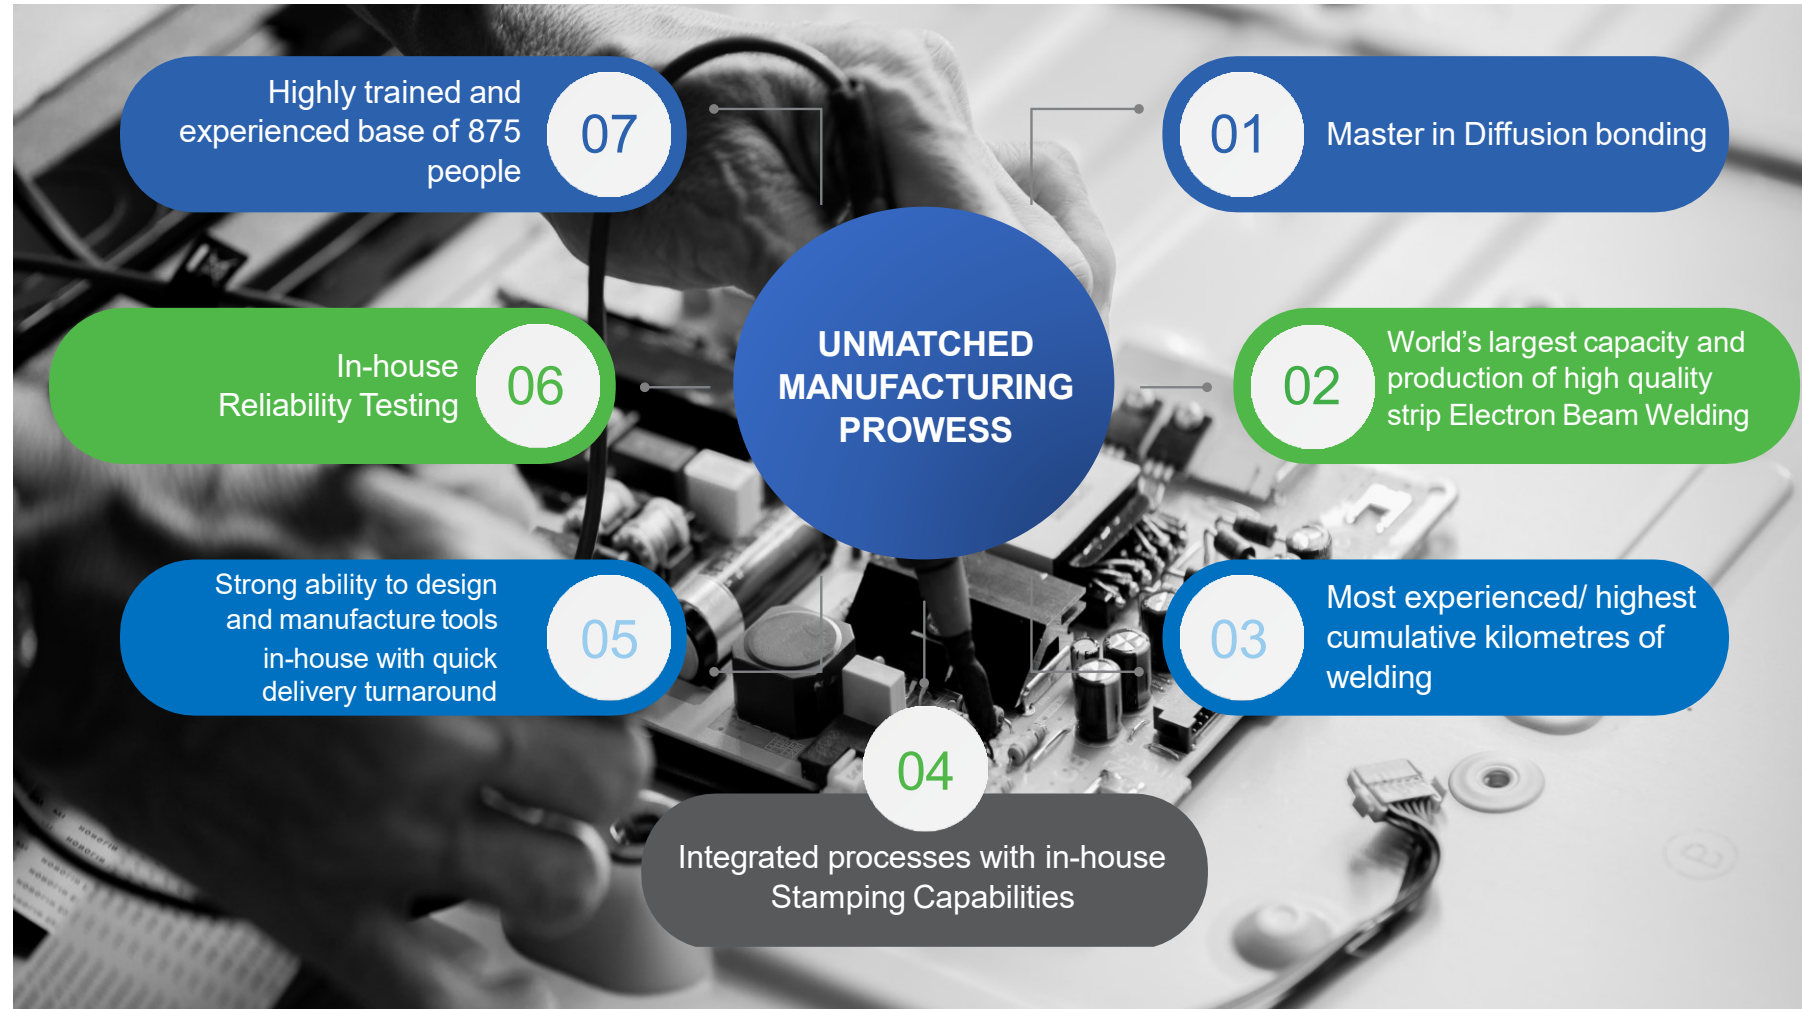 UNMATCHED
MANUFACTURING
PROWESS
01
Master in Diffusion bonding
02
World’s largest capacity and
production of high quality
strip Electron Beam Welding
03
Most experienced/ highest
cumulative kilometres of
welding
04
Integrated processes with in-house
Stamping Capabilities
05
Strong ability to design
and manufacture tools
in-house with quick
delivery turnaround
06
In-house
Reliability Testing
07
Highly trained and
experienced base of 875
people